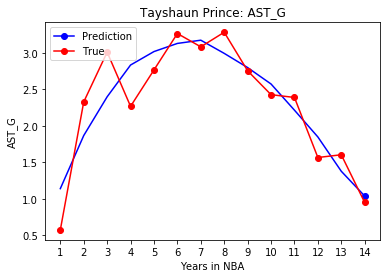 Tayshaun Prince: AST_G
Prediction
True
AST_G
3.0
2.5
2.0
1.5
1.0
0.5
1 2 3 4 5 6 7 8 9 10 11 12 13 14
Years in NBA